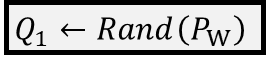 Q₁ ← Rand(P_W)